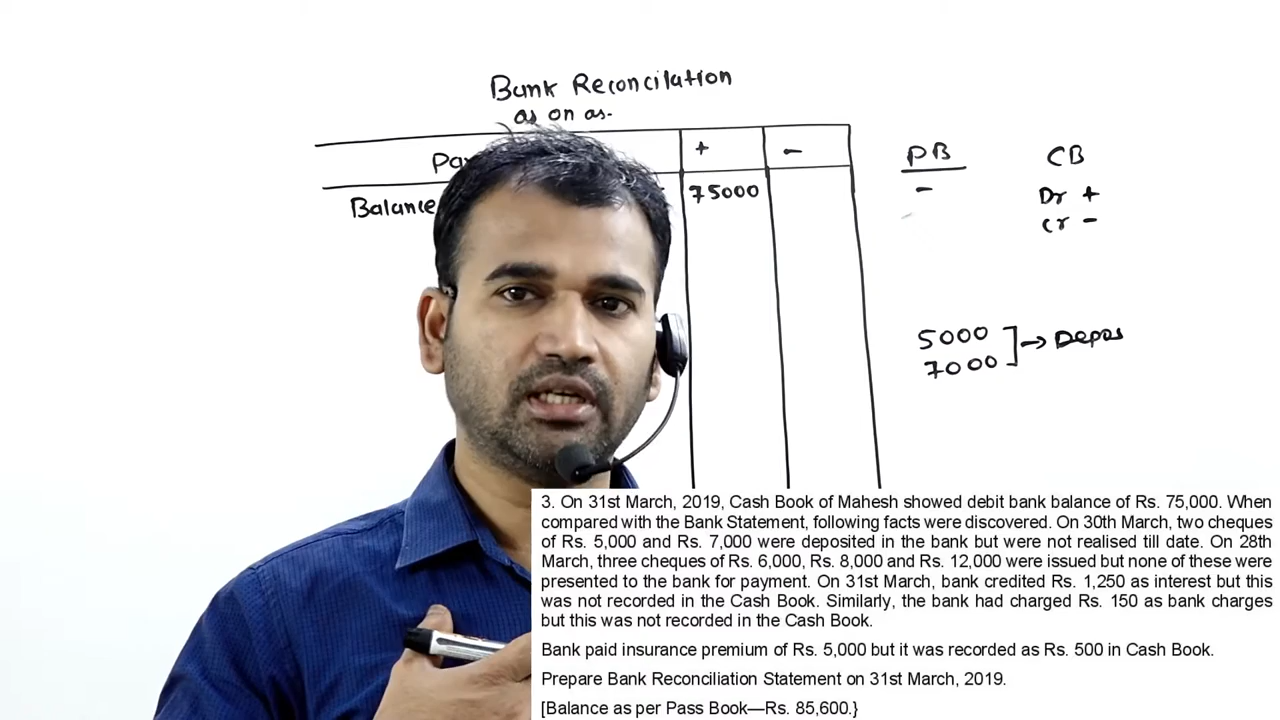 Bank Reconcilation
as on as.
+ -
PB CB
Balance 75000
- Dr +
Cr -
5000
7000 → Depos
3. On 31st March, 2019, Cash Book of Mahesh showed debit bank balance of Rs. 75,000. When
compared with the Bank Statement, following facts were discovered. On 30th March, two cheques
of Rs. 5,000 and Rs. 7,000 were deposited in the bank but were not realised till date. On 28th
March, three cheques of Rs. 6,000, Rs. 8,000 and Rs. 12,000 were issued but none of these were
presented to the bank for payment. On 31st March, bank credited Rs. 1,250 as interest but this
was not recorded in the Cash Book. Similarly, the bank had charged Rs. 150 as bank charges
but this was not recorded in the Cash Book.
Bank paid insurance premium of Rs. 5,000 but it was recorded as Rs. 500 in Cash Book.
Prepare Bank Reconciliation Statement on 31st March, 2019.
[Balance as per Pass Book—Rs. 85,600.}